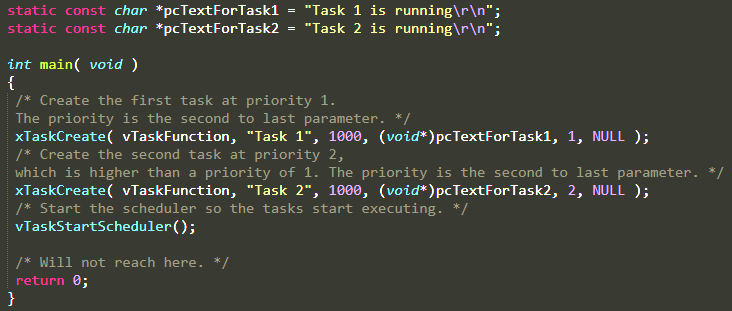 static const char *pcTextForTask1 = "Task 1 is running\r\n";
static const char *pcTextForTask2 = "Task 2 is running\r\n";
int main( void )
{
/* Create the first task at priority 1.
The priority is the second to last parameter. */
xTaskCreate( vTaskFunction, "Task 1", 1000, (void*)pcTextForTask1, 1, NULL );
/* Create the second task at priority 2,
which is higher than a priority of 1. The priority is the second to last parameter. */
xTaskCreate( vTaskFunction, "Task 2", 1000, (void*)pcTextForTask2, 2, NULL );
/* Start the scheduler so the tasks start executing. */
vTaskStartScheduler();
/* Will not reach here. */
return 0;
}